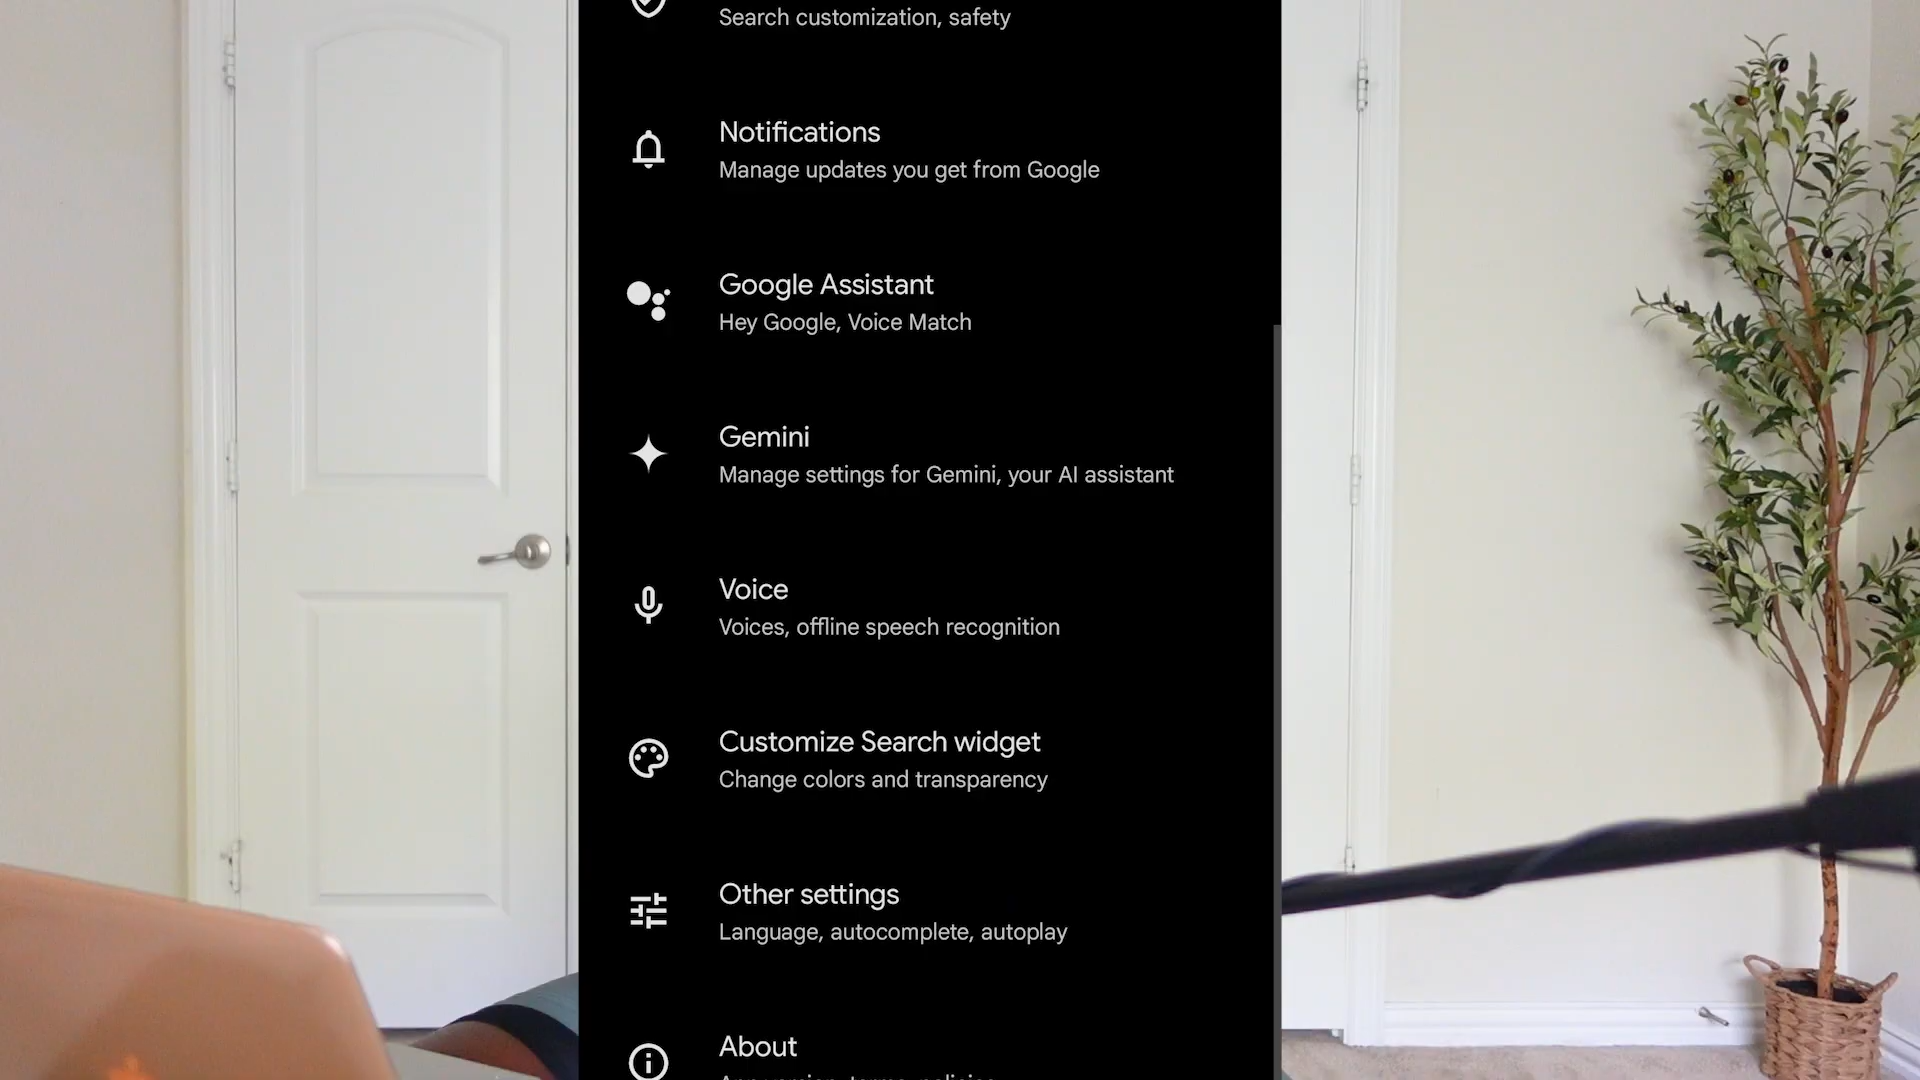 Search customization, safety
Notifications
Manage updates you get from Google
Google Assistant
Hey Google, Voice Match
Gemini
Manage settings for Gemini, your AI assistant
Voice
Voices, offline speech recognition
Customize Search widget
Change colors and transparency
Other settings
Language, autocomplete, autoplay
About